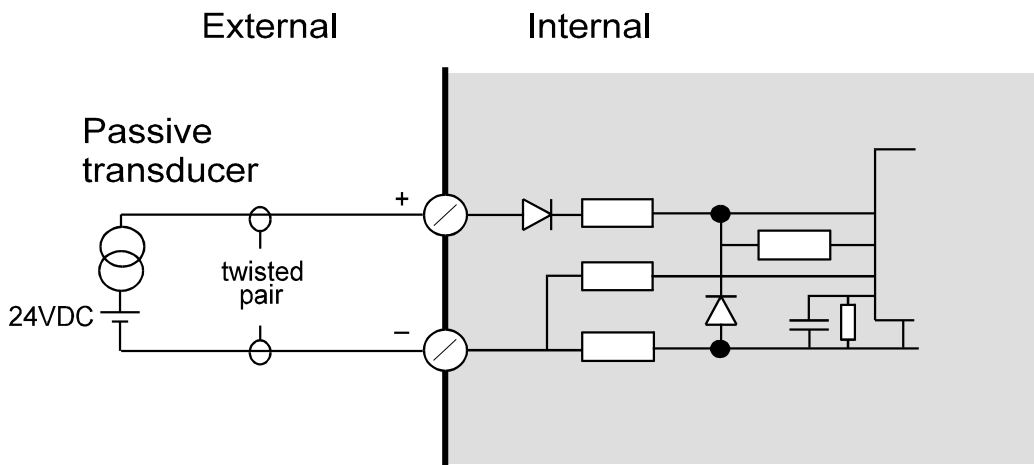 External
Internal
Passive
transducer
+
twisted
pair
24VDC
–